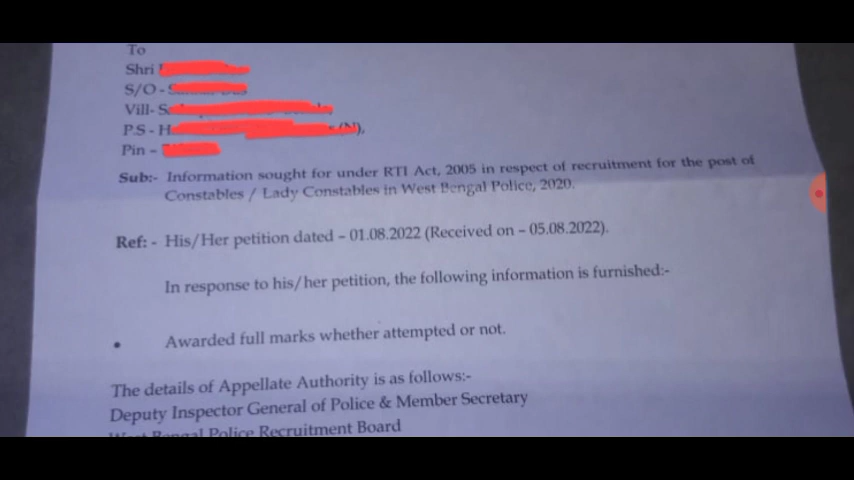 To
Shri
S/O -
Vill- S
P.S - H (N),
Pin –
Sub:- Information sought for under RTI Act, 2005 in respect of recruitment for the post of
Constables / Lady Constables in West Bengal Police, 2020.
Ref: - His/Her petition dated – 01.08.2022 (Received on – 05.08.2022).
In response to his/her petition, the following information is furnished:-
• Awarded full marks whether attempted or not.
The details of Appellate Authority is as follows:-
Deputy Inspector General of Police & Member Secretary
West Bengal Police Recruitment Board